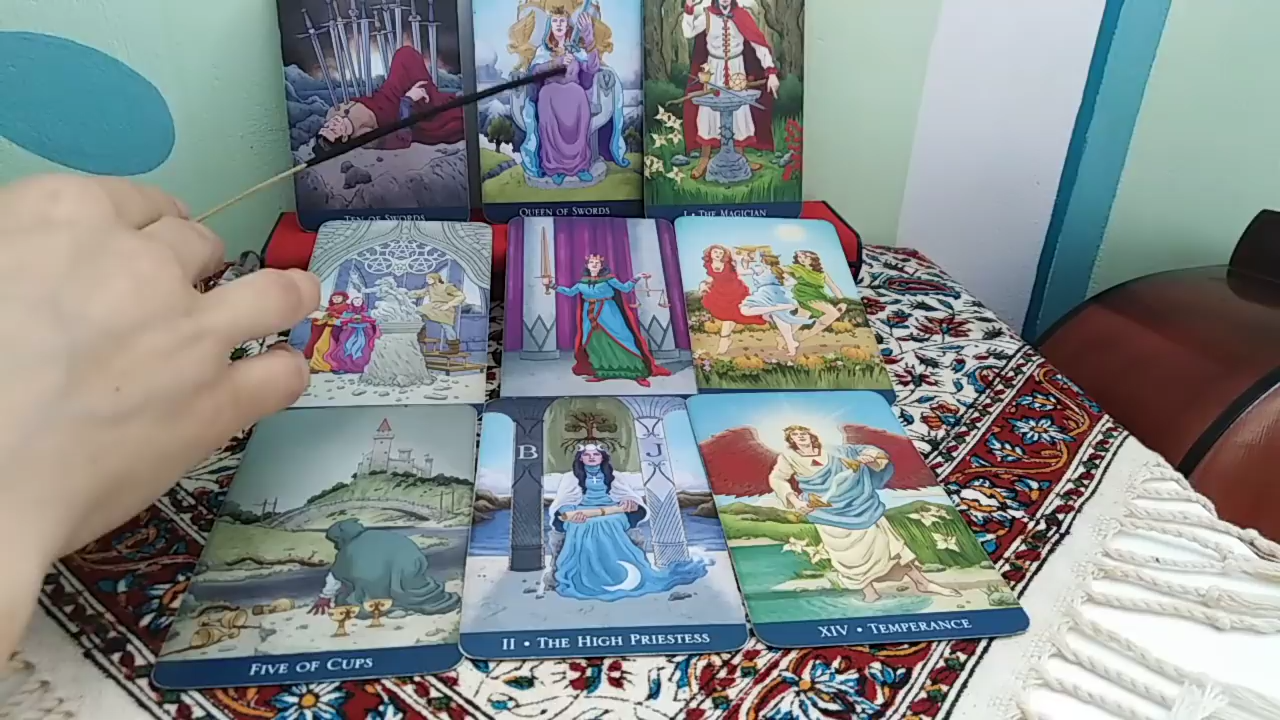 TEN OF SWORDS
QUEEN OF SWORDS
I • THE MAGICIAN
B J
FIVE OF CUPS
II • THE HIGH PRIESTESS
XIV • TEMPERANCE